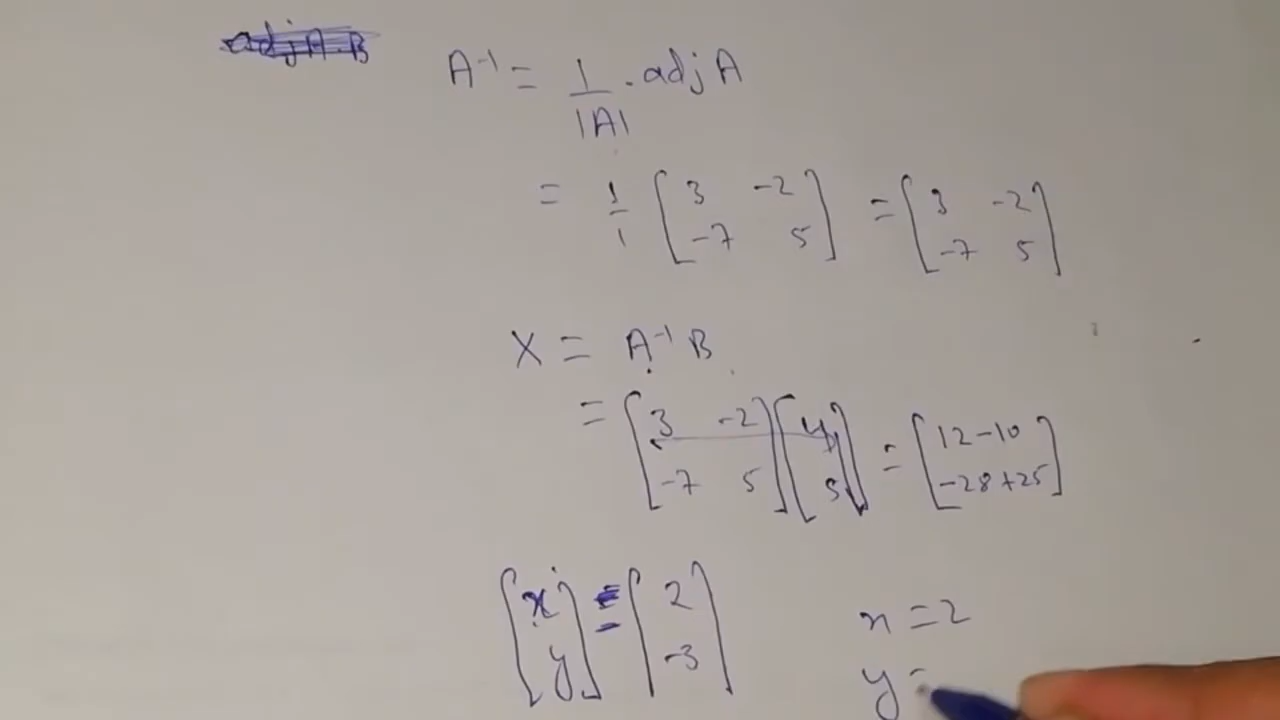 adjA.B
A⁻¹ = 1/|A| . adj A
= 1/1 [3 -2; -7 5] = [3 -2; -7 5]
X = A⁻¹ B
= [3 -2; -7 5] [4; 5] = [12-10; -28+25]
[x; y] = [2; -3]
x = 2
y =